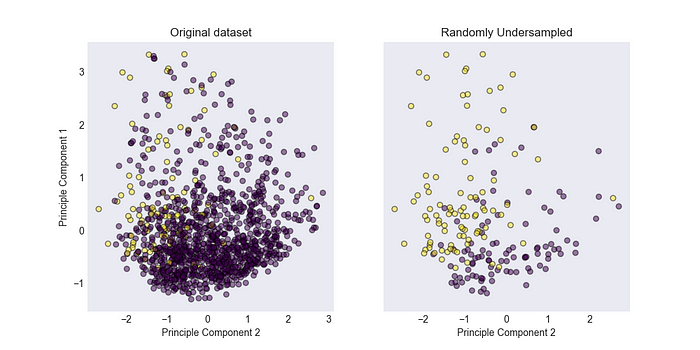 Original dataset
Randomly Undersampled
Principle Component 1
3
2
1
0
−1
−2 −1 0 1 2 3
−2 −1 0 1 2
Principle Component 2
Principle Component 2